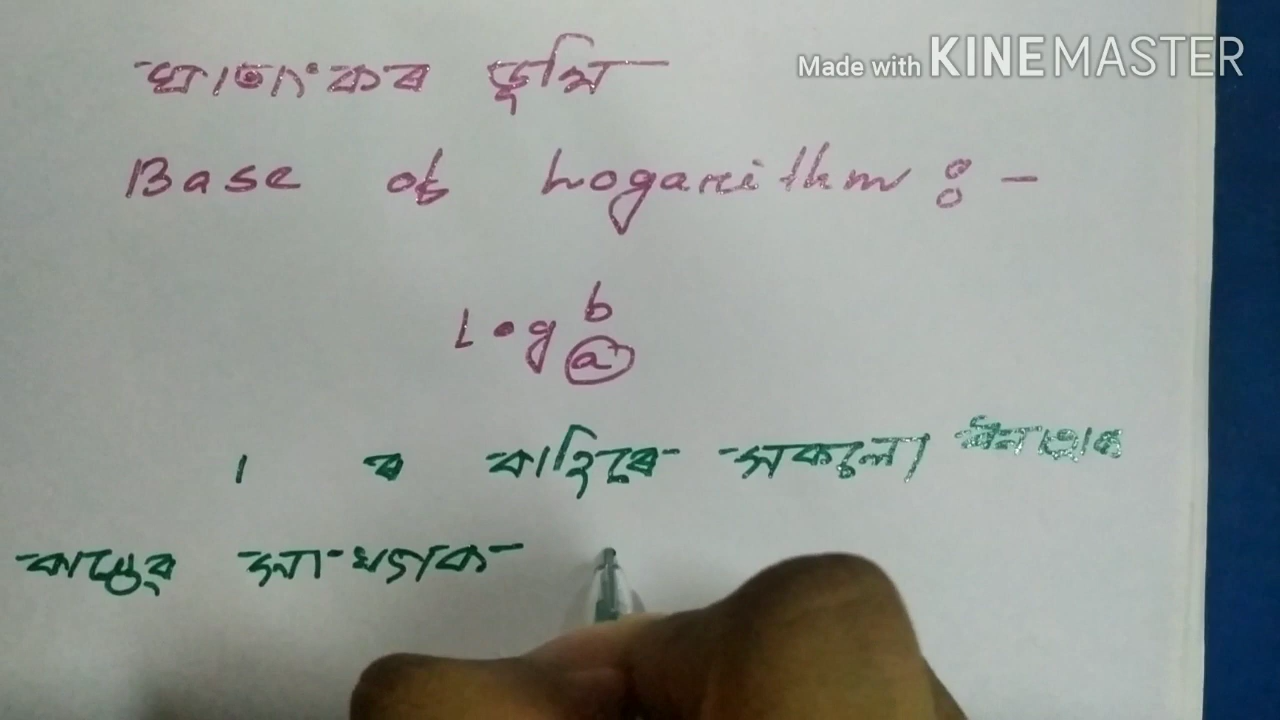 Made with KINEMASTER
ঘাতাংকৰ ভূমি
Base of Logarithm :-
Log b
a
1 ৰ বাহিৰে সকলো ধনাত্মক
বাস্তৱ সংখ্যাক